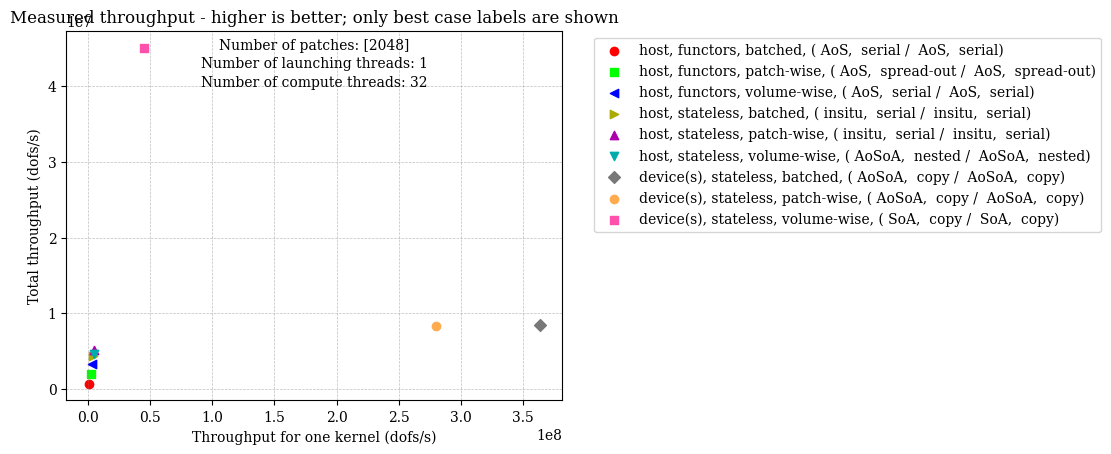 Measured throughput - higher is better; only best case labels are shown
1e7
Number of patches: [2048]
Number of launching threads: 1
Number of compute threads: 32
4
3
2
1
0
Total throughput (dofs/s)
0.0 0.5 1.0 1.5 2.0 2.5 3.0 3.5
1e8
Throughput for one kernel (dofs/s)
host, functors, batched, ( AoS,  serial /  AoS,  serial)
host, functors, patch-wise, ( AoS,  spread-out /  AoS,  spread-out)
host, functors, volume-wise, ( AoS,  serial /  AoS,  serial)
host, stateless, batched, ( insitu,  serial /  insitu,  serial)
host, stateless, patch-wise, ( insitu,  serial /  insitu,  serial)
host, stateless, volume-wise, ( AoSoA,  nested /  AoSoA,  nested)
device(s), stateless, batched, ( AoSoA,  copy /  AoSoA,  copy)
device(s), stateless, patch-wise, ( AoSoA,  copy /  AoSoA,  copy)
device(s), stateless, volume-wise, ( SoA,  copy /  SoA,  copy)